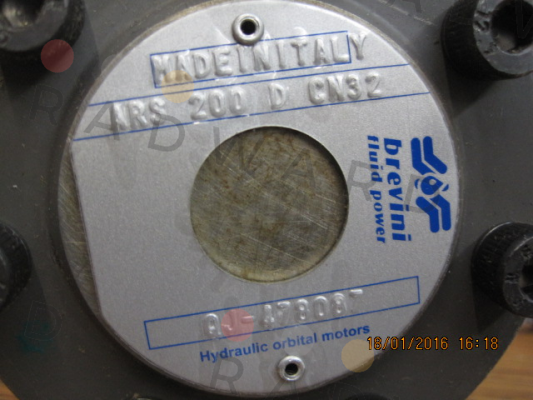 MADEINITALY
ARS 200 D CN32
brevini
fluid power
Hydraulic orbital motors
18/01/2016 16:18